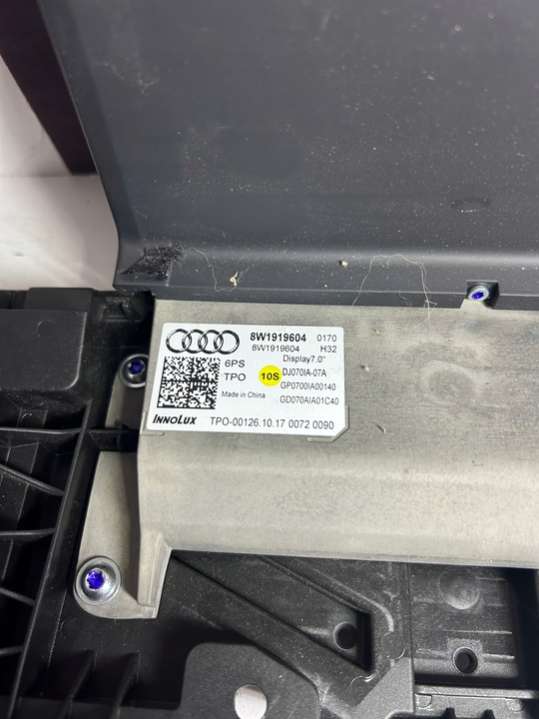 8W1919604 0170
8W1919604 H32
Display7.0"
6PS DJ070IA-07A
TPO 10S GP0700IA00140
Made in China GD070AIA01C40
INNOLUX TPO-00126.10.17 0072 0090